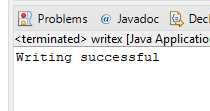 Problems @ Javadoc Decl
<terminated> writex [Java Applicatio
Writing successful